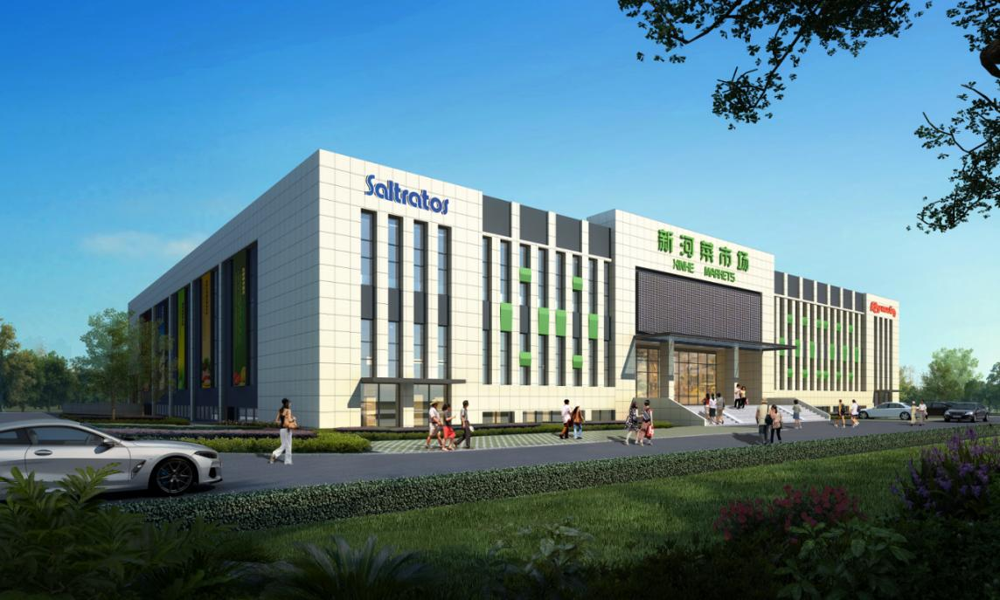 Saltratos
新河菜市场
XINHE MARKETS